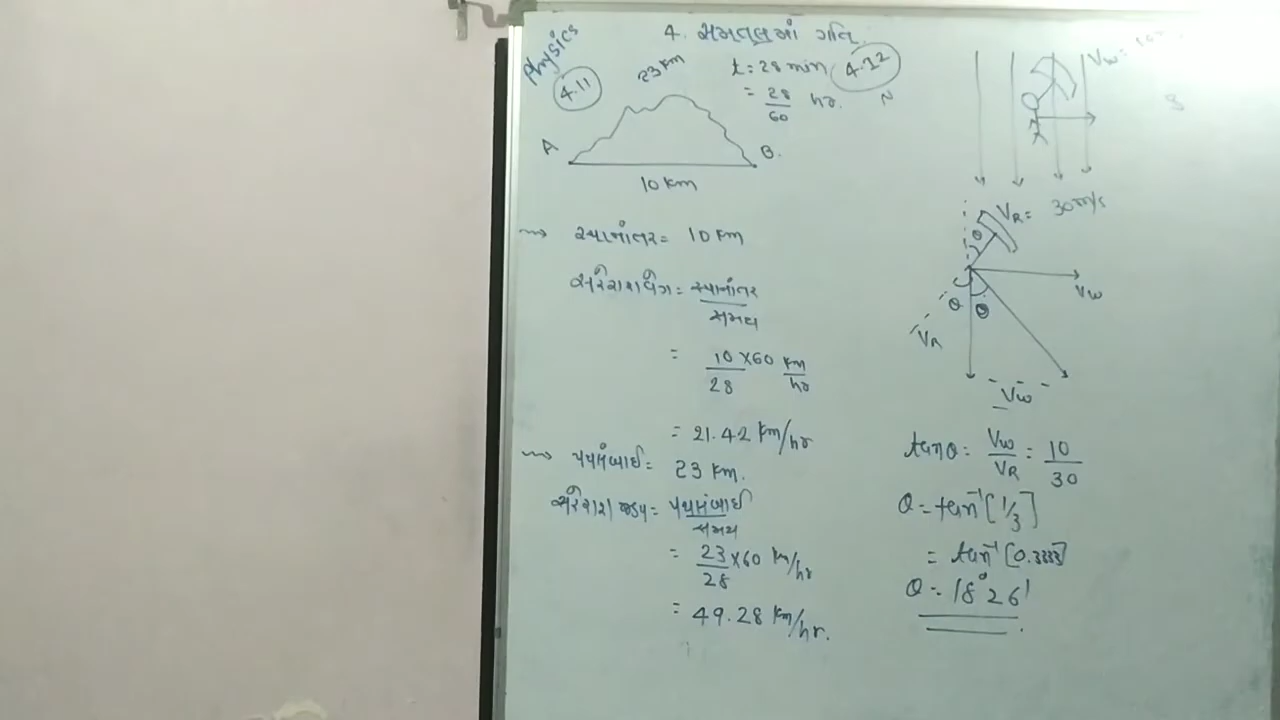 Physics
4. સમતલમાં ગતિ.
4.11
23 Km
t = 28 min
= 28/60 hr.
A
B.
10 Km
સ્થાનાંતર = 10 Km
સરેરાશ વેગ = સ્થાનાંતર/સમય
= 10/28 × 60 Km/hr
= 21.42 Km/hr
પથલંબાઈ = 23 Km.
સરેરાશ ઝડપ = પથલંબાઈ/સમય
= 23/28 × 60 Km/hr
= 49.28 Km/hr.
4.12
N
Vw =
S
VR = 30 m/s
θ
Vw
θ θ
VR
Vw
tanθ = Vw/VR = 10/30
θ = tan⁻¹ [1/3]
= tan⁻¹ [0.3333]
θ = 18° 26'